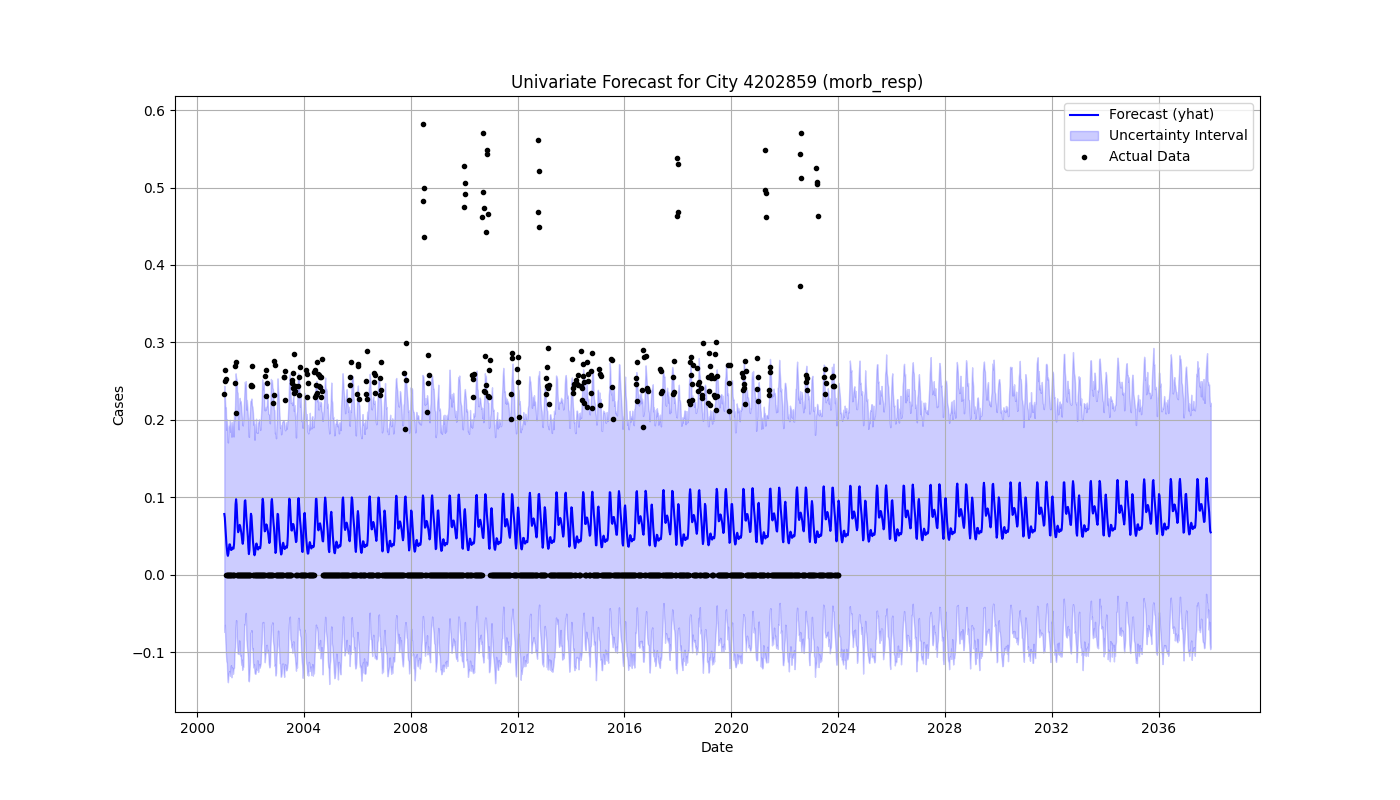 Univariate Forecast for City 4202859 (morb_resp)
Forecast (yhat)
Uncertainty Interval
Actual Data
Cases
0.6
0.5
0.4
0.3
0.2
0.1
0.0
−0.1
2000 2004 2008 2012 2016 2020 2024 2028 2032 2036
Date